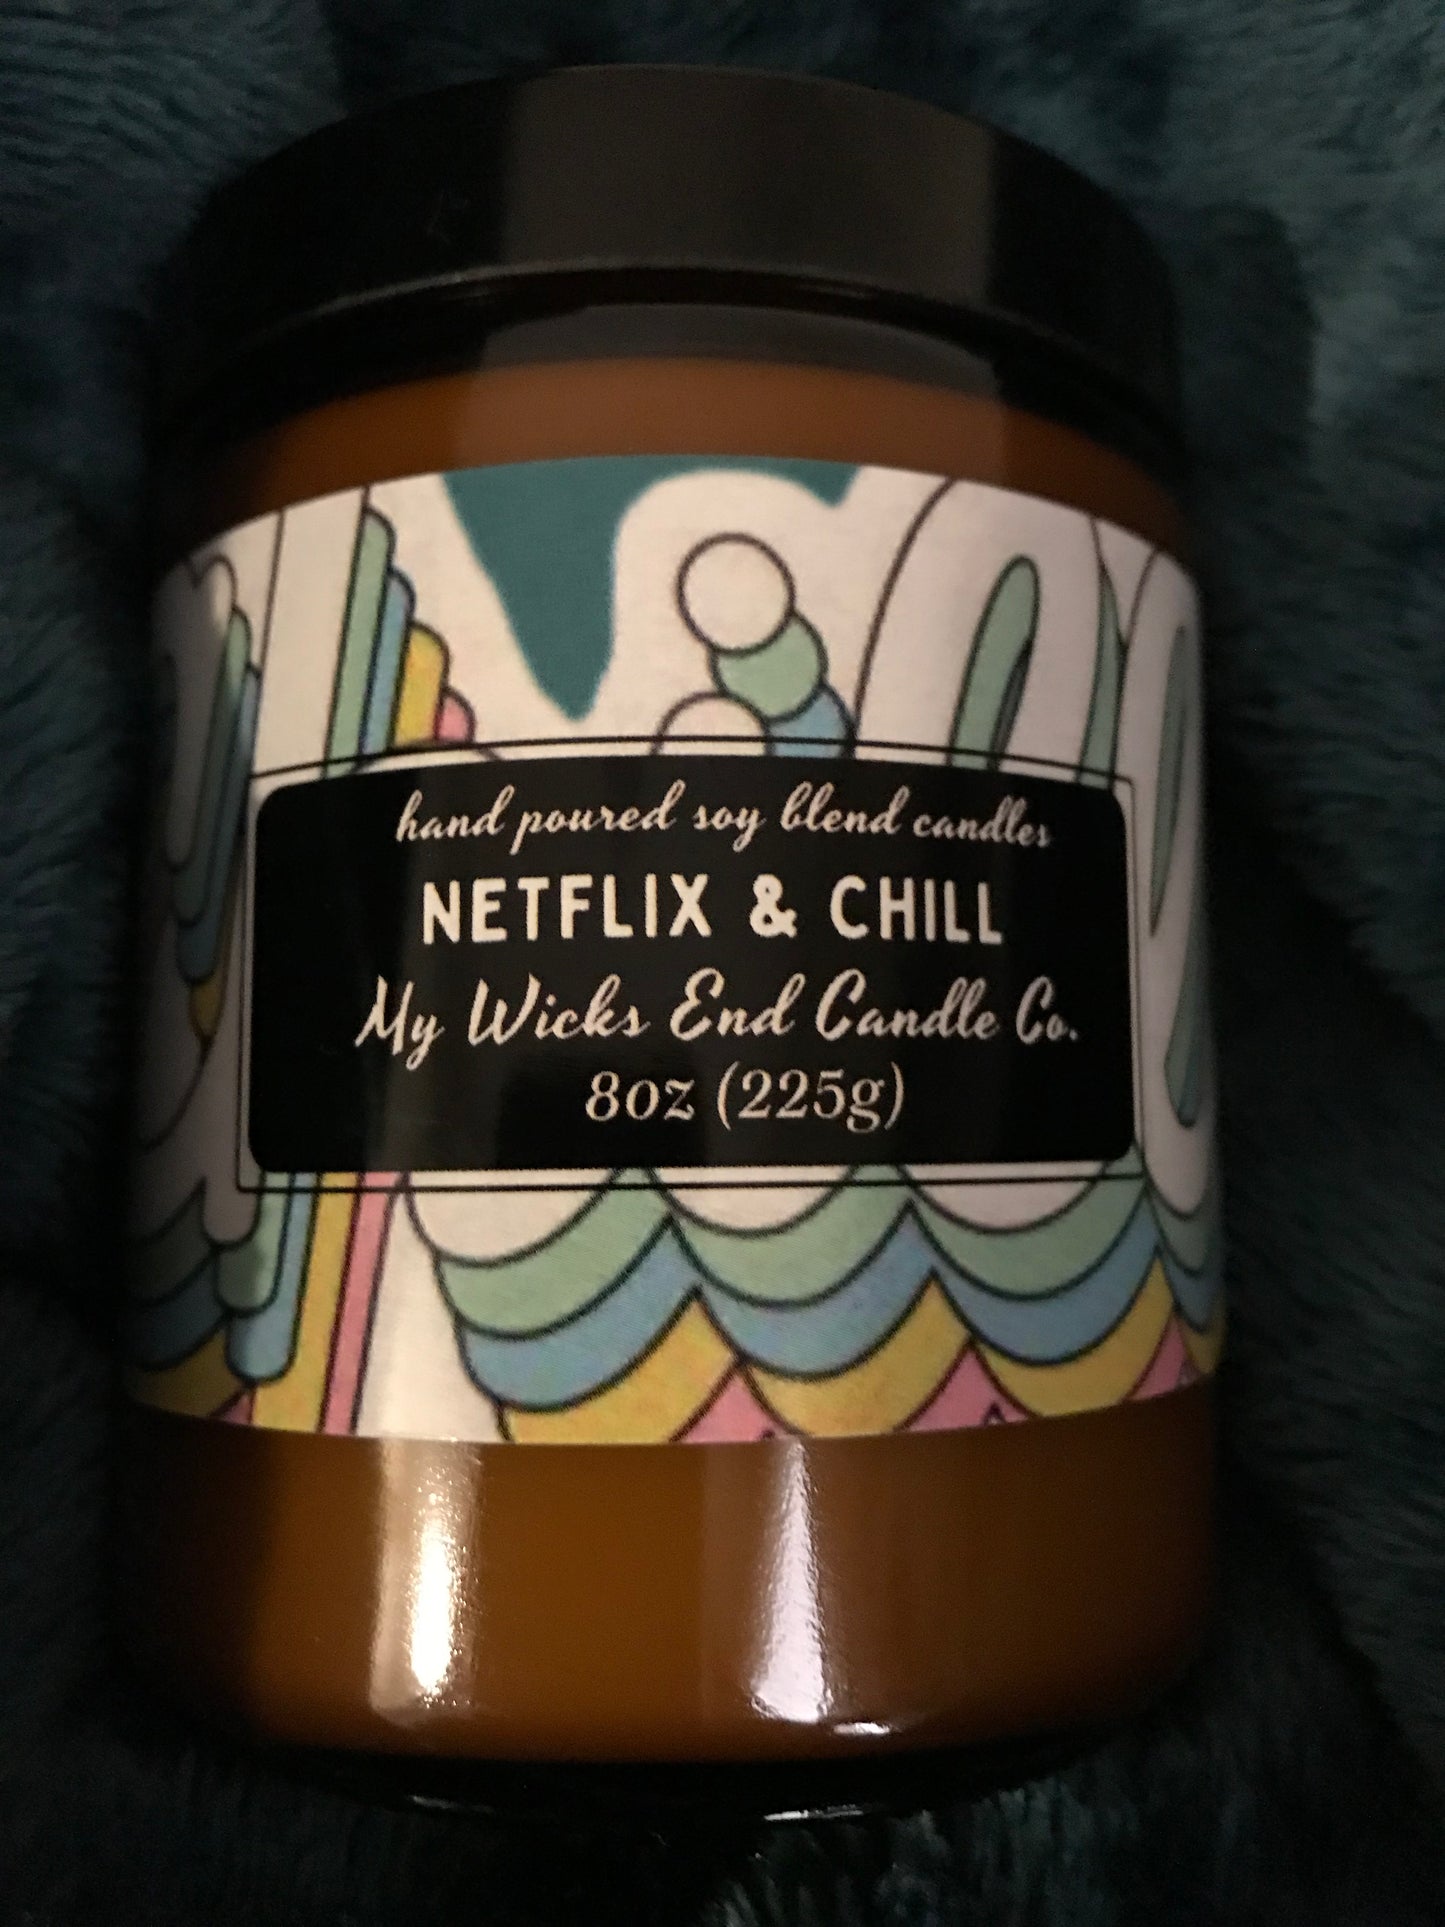 hand poured soy blend candles
NETFLIX & CHILL
My Wicks End Candle Co.
8oz (225g)